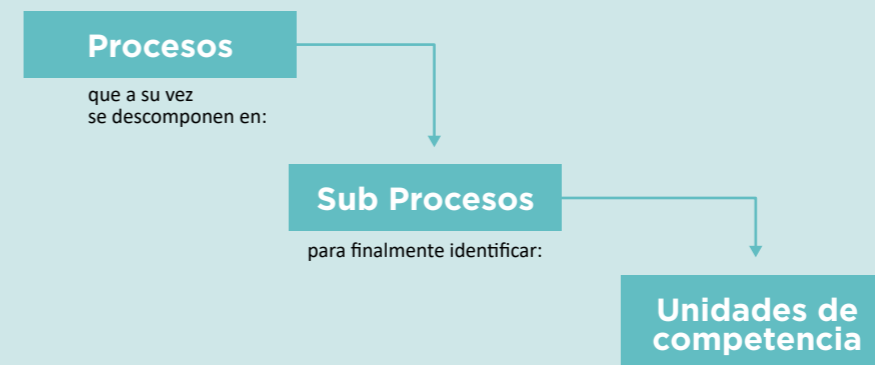 Procesos
que a su vez
se descomponen en:
Sub Procesos
para finalmente identificar:
Unidades de
competencia